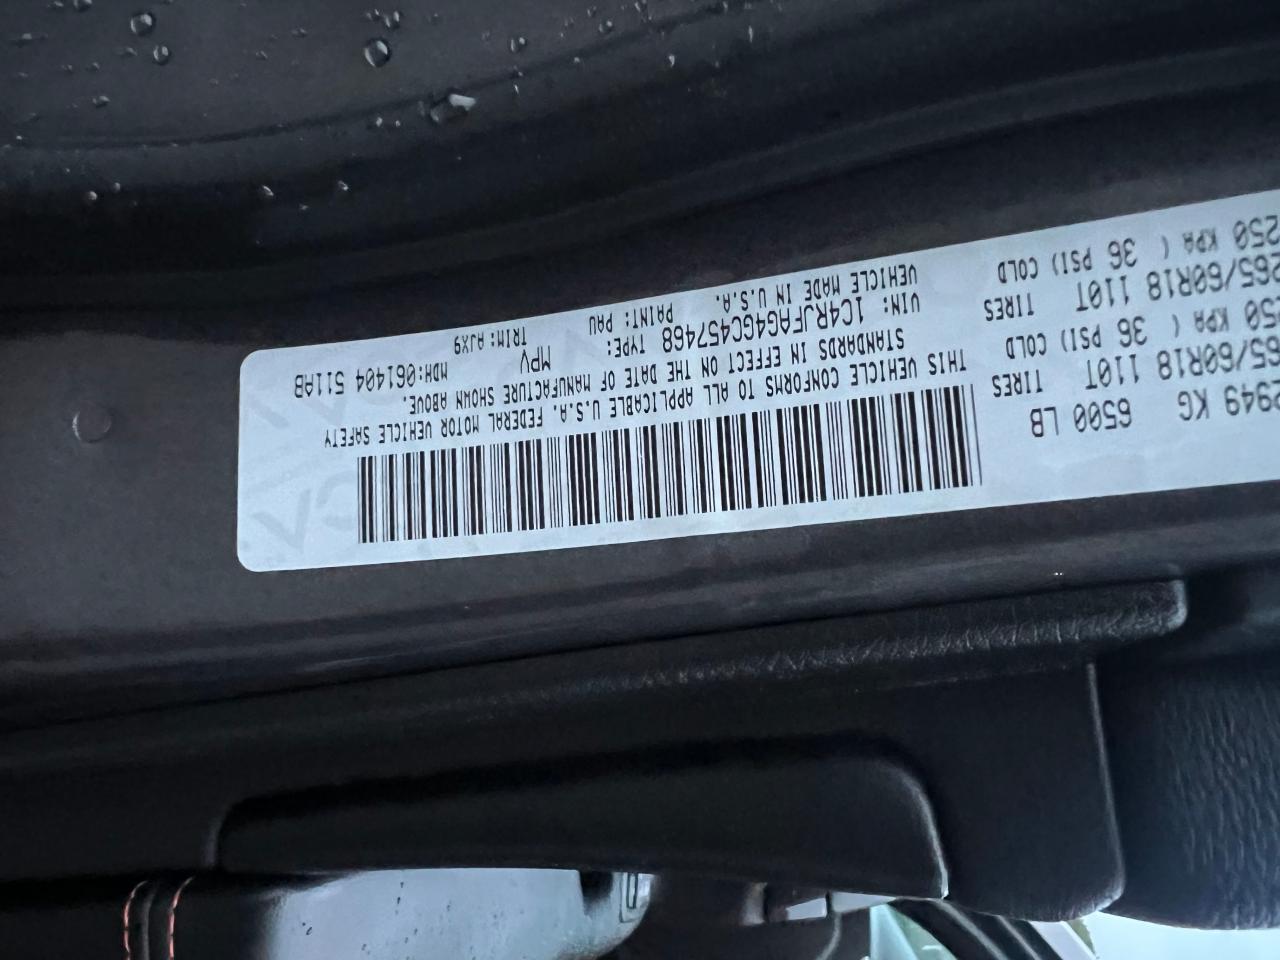 2949 KG 6500 LB
65/60R18 110T TIRES
250 KPA ( 36 PSI) COLD
265/60R18 110T TIRES
250 KPA ( 36 PSI) COLD
THIS VEHICLE CONFORMS TO ALL APPLICABLE U.S.A. FEDERAL MOTOR VEHICLE SAFETY
STANDARDS IN EFFECT ON THE DATE OF MANUFACTURE SHOWN ABOVE.
VIN: 1C4RJFAG4GC457468 TYPE: MPV MDH:061404 511AB
VEHICLE MADE IN U.S.A. PAINT: PAU TRIM: AJX9